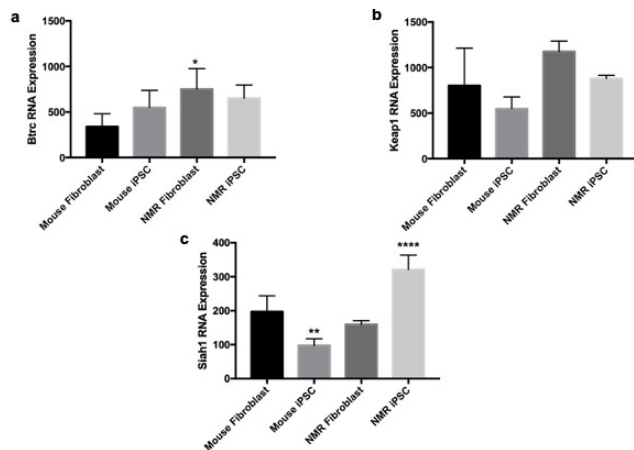 a
Btrc RNA Expression
1500
1000
500
0
*
Mouse Fibroblast
Mouse iPSC
NMR Fibroblast
NMR iPSC
b
Keap1 RNA Expression
1500
1000
500
0
Mouse Fibroblast
Mouse iPSC
NMR Fibroblast
NMR iPSC
c
Siah1 RNA Expression
400
300
200
100
0
**
****
Mouse Fibroblast
Mouse iPSC
NMR Fibroblast
NMR iPSC